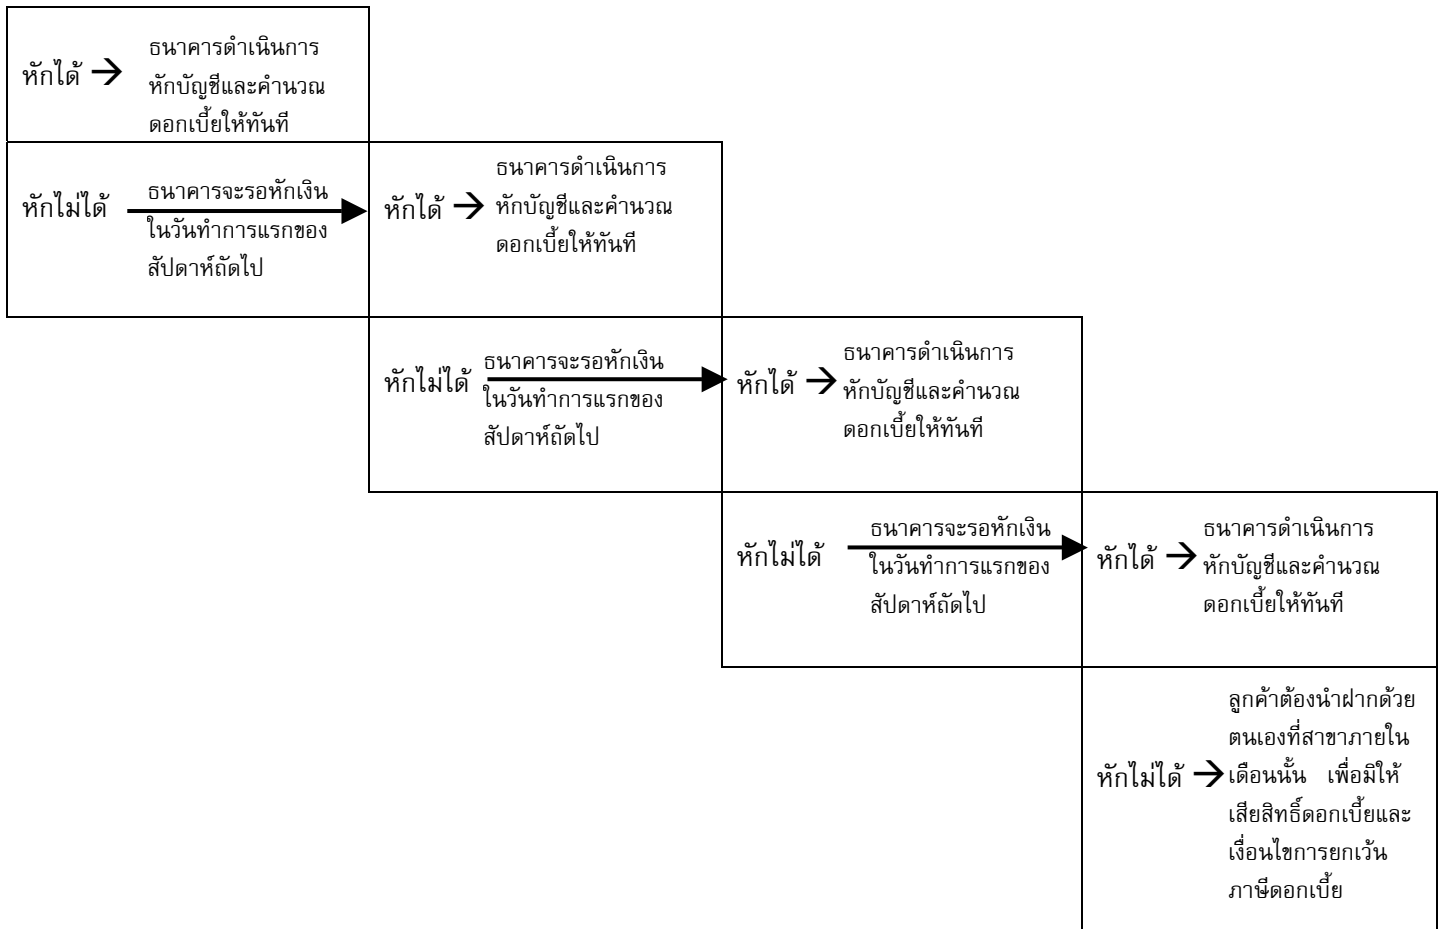 หักได้ →
ธนาคารดำเนินการ
หักบัญชีและคำนวณ
ดอกเบี้ยให้ทันที
หักไม่ได้
ธนาคารจะรอหักเงิน
ในวันทำการแรกของ
สัปดาห์ถัดไป
หักได้ →
ธนาคารดำเนินการ
หักบัญชีและคำนวณ
ดอกเบี้ยให้ทันที
หักไม่ได้
ธนาคารจะรอหักเงิน
ในวันทำการแรกของ
สัปดาห์ถัดไป
หักได้ →
ธนาคารดำเนินการ
หักบัญชีและคำนวณ
ดอกเบี้ยให้ทันที
หักไม่ได้
ธนาคารจะรอหักเงิน
ในวันทำการแรกของ
สัปดาห์ถัดไป
หักได้ →
ธนาคารดำเนินการ
หักบัญชีและคำนวณ
ดอกเบี้ยให้ทันที
หักไม่ได้ →
ลูกค้าต้องนำฝากด้วย
ตนเองที่สาขาภายใน
เดือนนั้น เพื่อมิให้
เสียสิทธิ์ดอกเบี้ยและ
เงื่อนไขการยกเว้น
ภาษีดอกเบี้ย